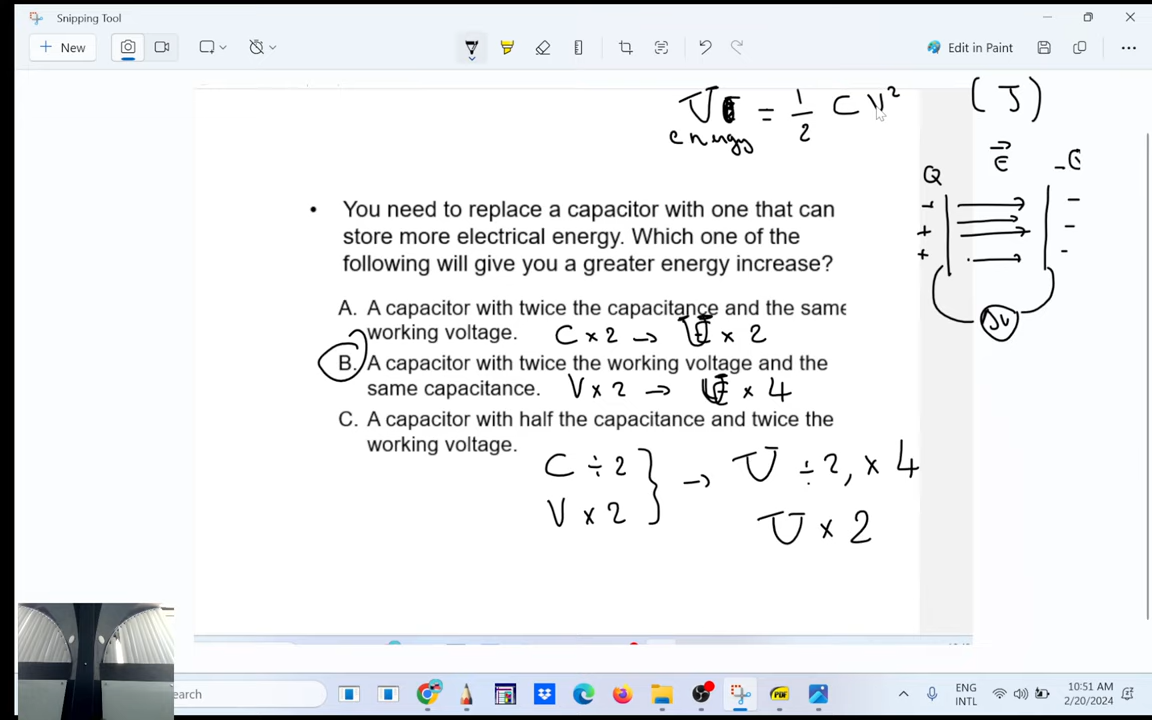 Snipping Tool
New
Edit in Paint
U = 1/2 C V² (J)
energy
E
Q
• You need to replace a capacitor with one that can
store more electrical energy. Which one of the
following will give you a greater energy increase?
A. A capacitor with twice the capacitance and the same
working voltage. C × 2 → U × 2
B. A capacitor with twice the working voltage and the
same capacitance. V × 2 → U × 4
C. A capacitor with half the capacitance and twice the
working voltage.
C ÷ 2 } → U ÷ 2, × 4
V × 2
U × 2
ΔV
earch
ENG
INTL
10:51 AM
2/20/2024